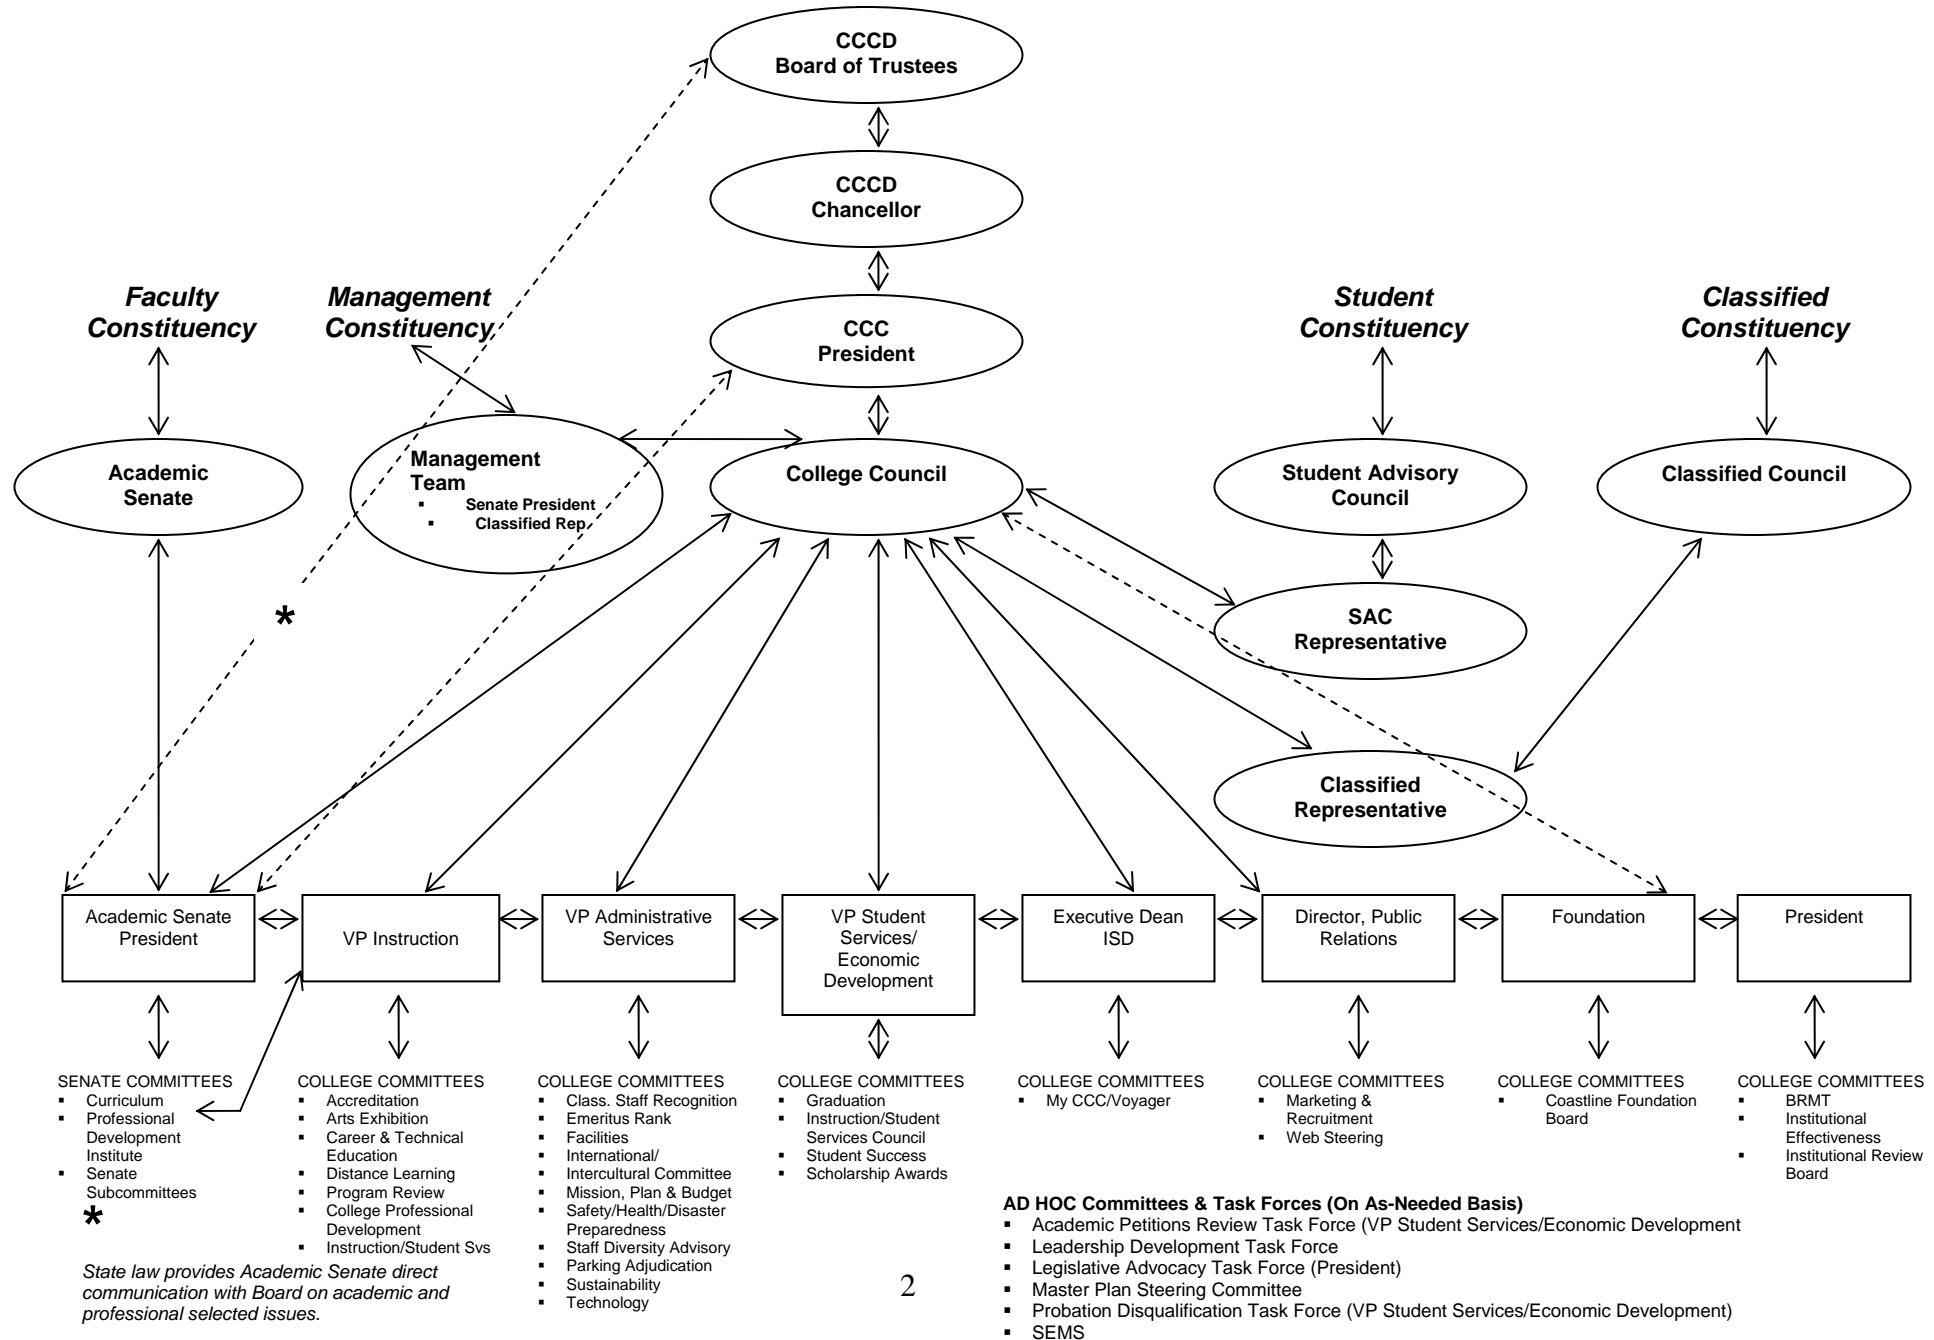 CCCD
Board of Trustees
CCCD
Chancellor
Faculty
Constituency
Management
Constituency
CCC
President
Student
Constituency
Classified
Constituency
Academic
Senate
Management
Team
▪ Senate President
▪ Classified Rep.
College Council
Student Advisory
Council
Classified Council
*
SAC
Representative
Classified
Representative
Academic Senate
President
VP Instruction
VP Administrative
Services
VP Student
Services/
Economic
Development
Executive Dean
ISD
Director, Public
Relations
Foundation
President
SENATE COMMITTEES
▪ Curriculum
▪ Professional
Development
Institute
▪ Senate
Subcommittees
*
State law provides Academic Senate direct
communication with Board on academic and
professional selected issues.
COLLEGE COMMITTEES
▪ Accreditation
▪ Arts Exhibition
▪ Career & Technical
Education
▪ Distance Learning
▪ Program Review
▪ College Professional
Development
▪ Instruction/Student Svs
COLLEGE COMMITTEES
▪ Class. Staff Recognition
▪ Emeritus Rank
▪ Facilities
▪ International/
▪ Intercultural Committee
▪ Mission, Plan & Budget
▪ Safety/Health/Disaster
Preparedness
▪ Staff Diversity Advisory
▪ Parking Adjudication
▪ Sustainability
▪ Technology
COLLEGE COMMITTEES
▪ Graduation
▪ Instruction/Student
Services Council
▪ Student Success
▪ Scholarship Awards
COLLEGE COMMITTEES
▪ My CCC/Voyager
COLLEGE COMMITTEES
▪ Marketing &
Recruitment
▪ Web Steering
COLLEGE COMMITTEES
▪ Coastline Foundation
Board
COLLEGE COMMITTEES
▪ BRMT
▪ Institutional
Effectiveness
▪ Institutional Review
Board
AD HOC Committees & Task Forces (On As-Needed Basis)
▪ Academic Petitions Review Task Force (VP Student Services/Economic Development
▪ Leadership Development Task Force
▪ Legislative Advocacy Task Force (President)
▪ Master Plan Steering Committee
▪ Probation Disqualification Task Force (VP Student Services/Economic Development)
▪ SEMS
2